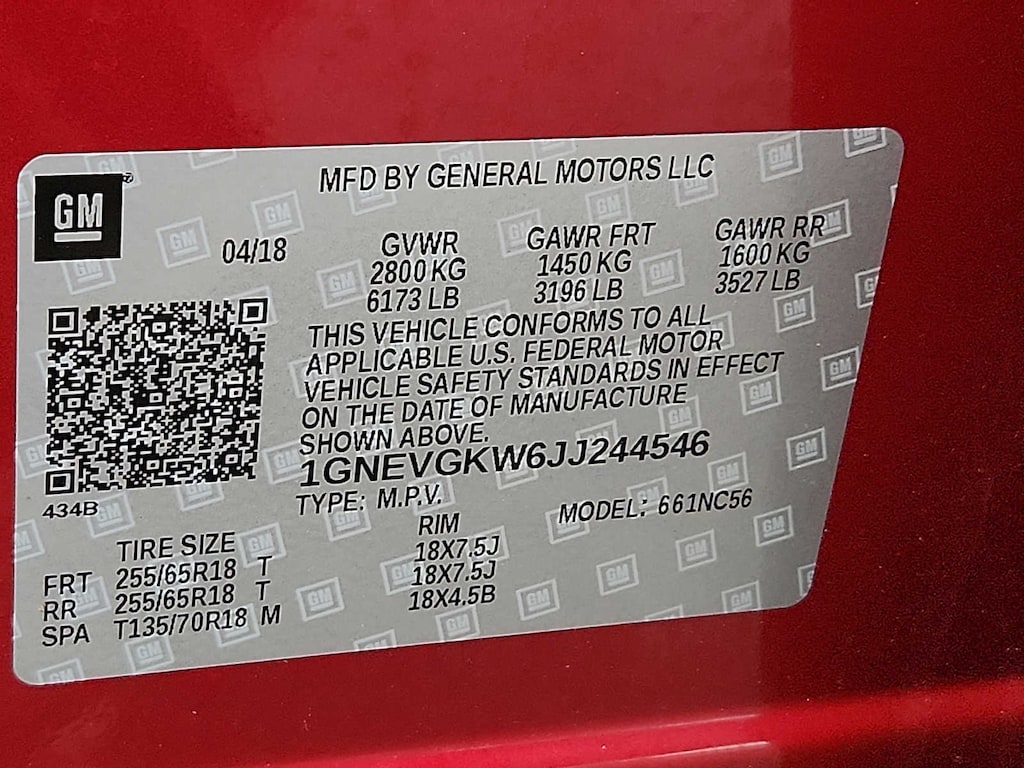 GM
MFD BY GENERAL MOTORS LLC
04/18 GVWR GAWR FRT GAWR RR
2800 KG 1450 KG 1600 KG
6173 LB 3196 LB 3527 LB
THIS VEHICLE CONFORMS TO ALL
APPLICABLE U.S. FEDERAL MOTOR
VEHICLE SAFETY STANDARDS IN EFFECT
ON THE DATE OF MANUFACTURE
SHOWN ABOVE.
1GNEVGKW6JJ244546
434B
TYPE: M.P.V. MODEL: 661NC56
TIRE SIZE RIM
FRT 255/65R18 T 18X7.5J
RR 255/65R18 T 18X7.5J
SPA T135/70R18 M 18X4.5B